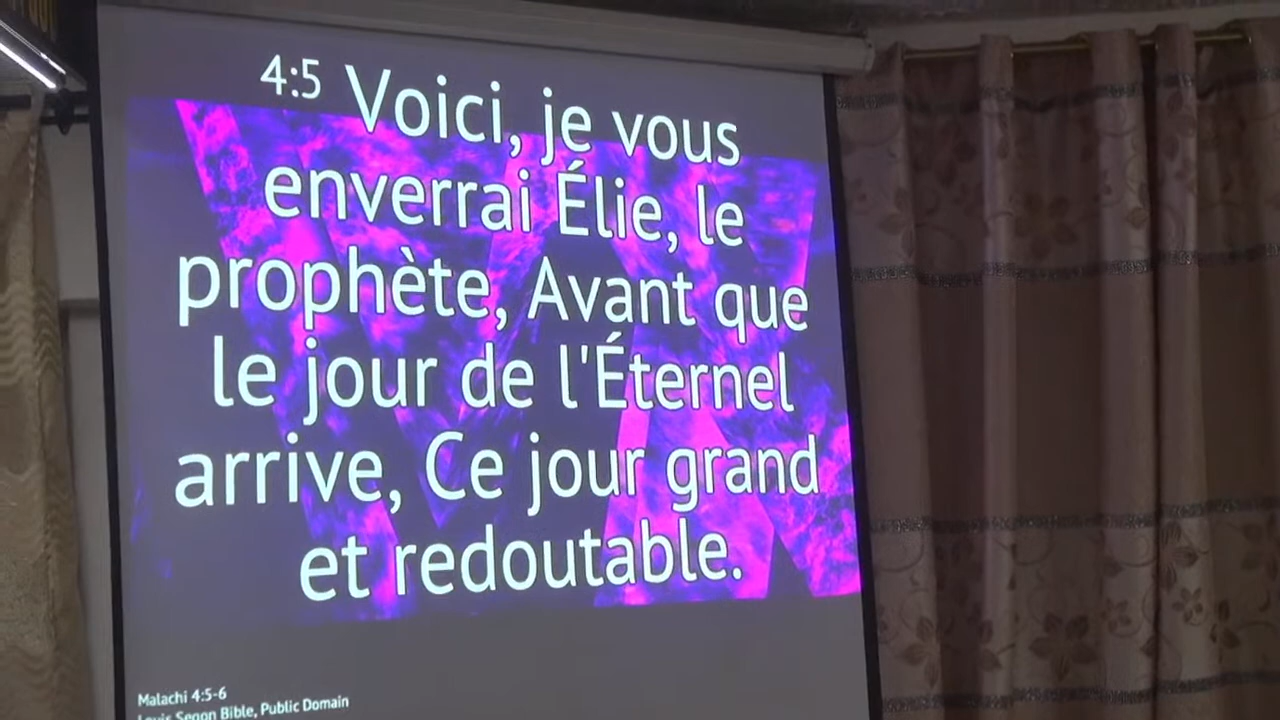 4:5 Voici, je vous
enverrai Élie, le
prophète, Avant que
le jour de l'Éternel
arrive, Ce jour grand
et redoutable.
Malachi 4:5-6
Louis Segon Bible, Public Domain